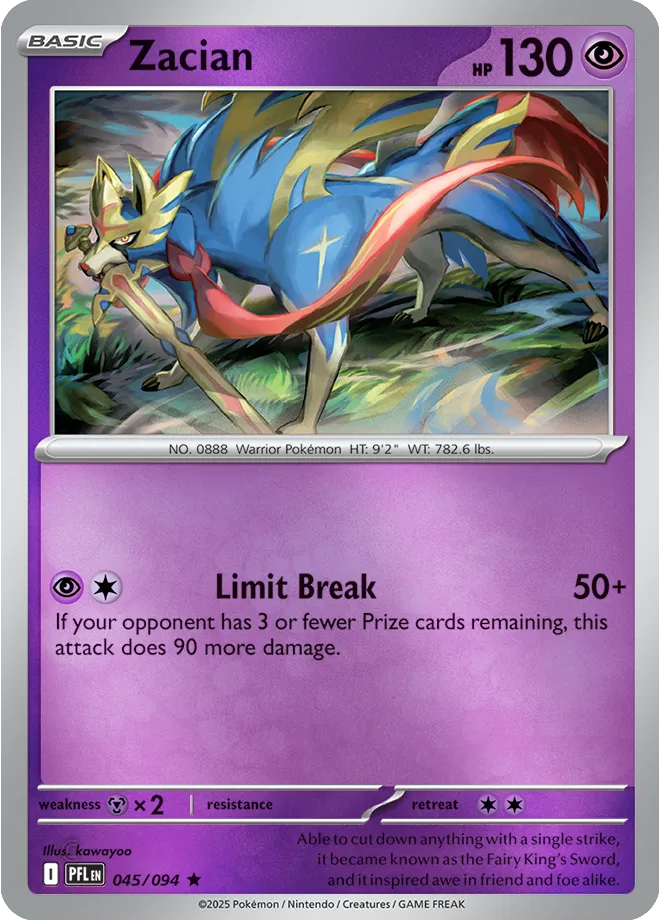 BASIC Zacian HP 130
NO. 0888 Warrior Pokémon HT: 9'2" WT: 782.6 lbs.
Limit Break 50+
If your opponent has 3 or fewer Prize cards remaining, this
attack does 90 more damage.
weakness ×2 resistance retreat
Illus. kawayoo
Able to cut down anything with a single strike,
it became known as the Fairy King's Sword,
and it inspired awe in friend and foe alike.
I PFL EN 045/094 ★
©2025 Pokémon / Nintendo / Creatures / GAME FREAK